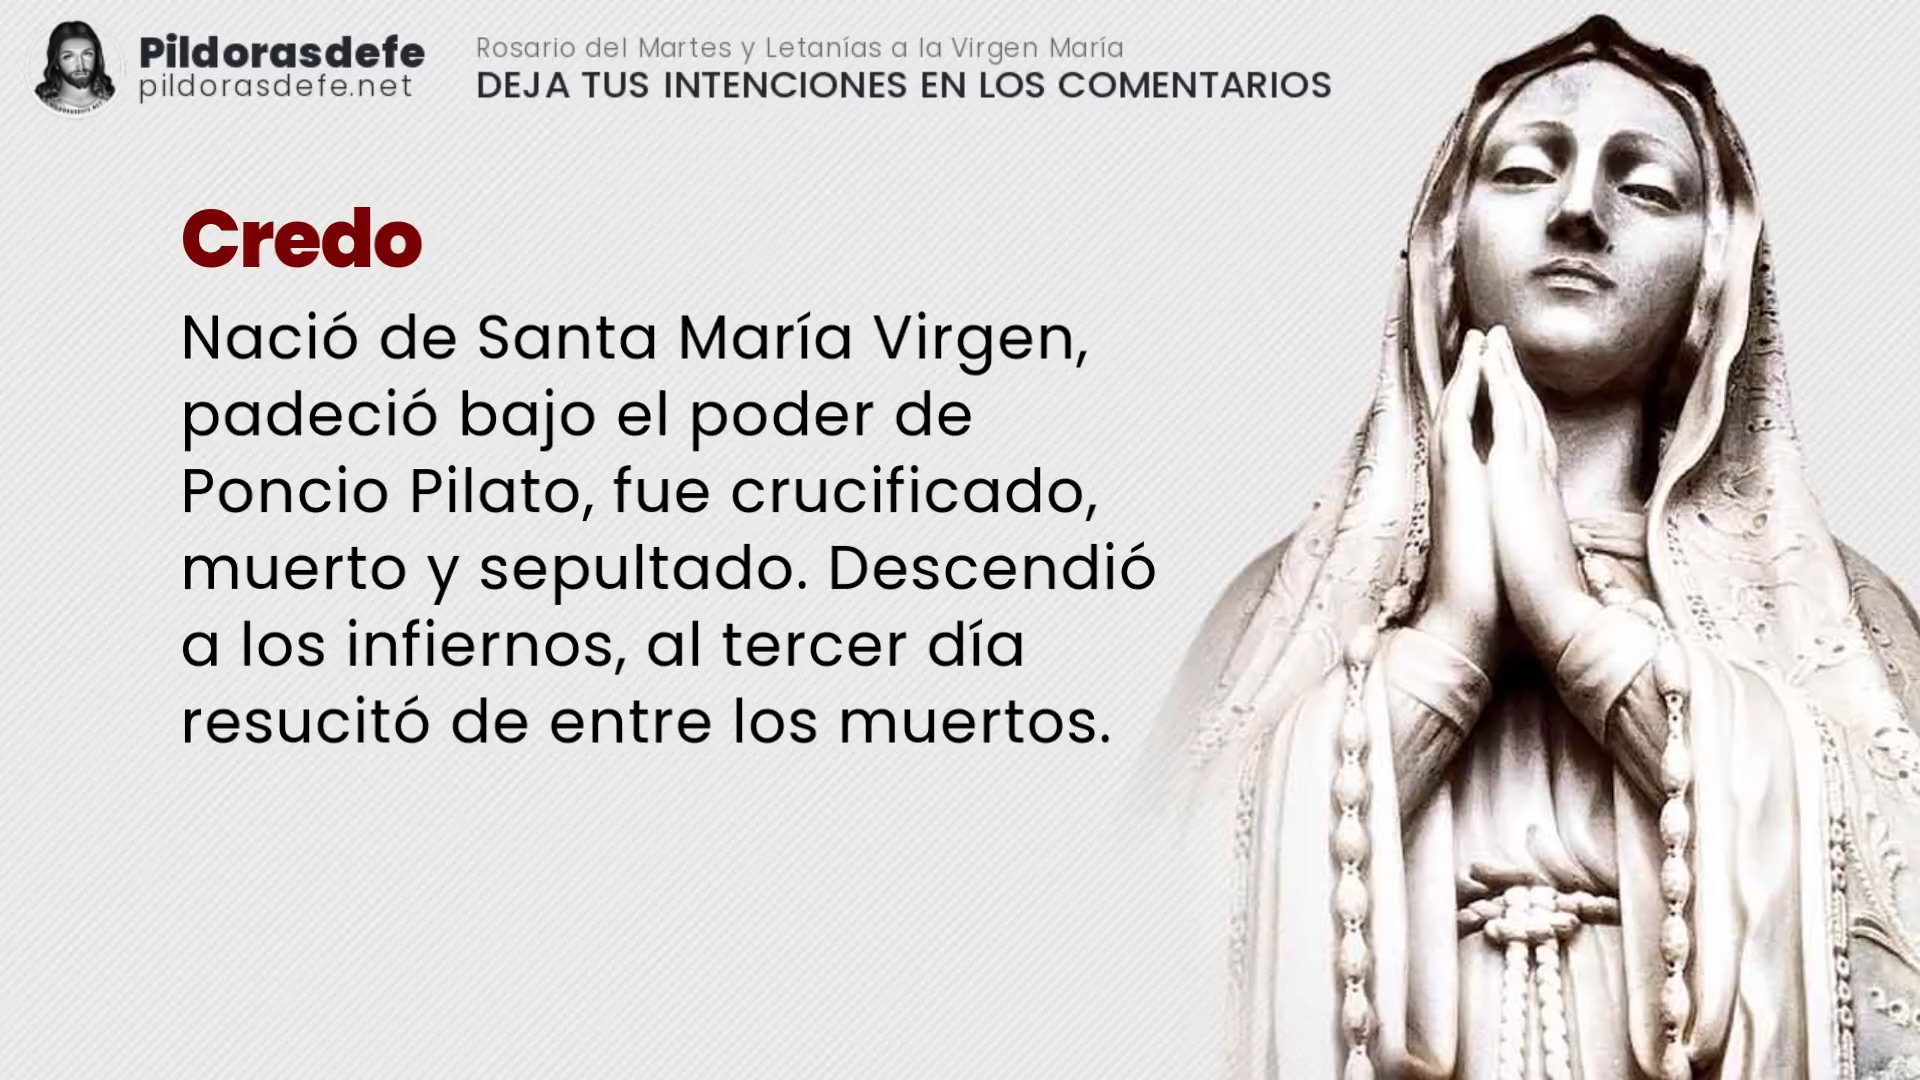 Pildorasdefe
pildorasdefe.net
Rosario del Martes y Letanías a la Virgen María
DEJA TUS INTENCIONES EN LOS COMENTARIOS
Credo
Nació de Santa María Virgen,
padeció bajo el poder de
Poncio Pilato, fue crucificado,
muerto y sepultado. Descendió
a los infiernos, al tercer día
resucitó de entre los muertos.